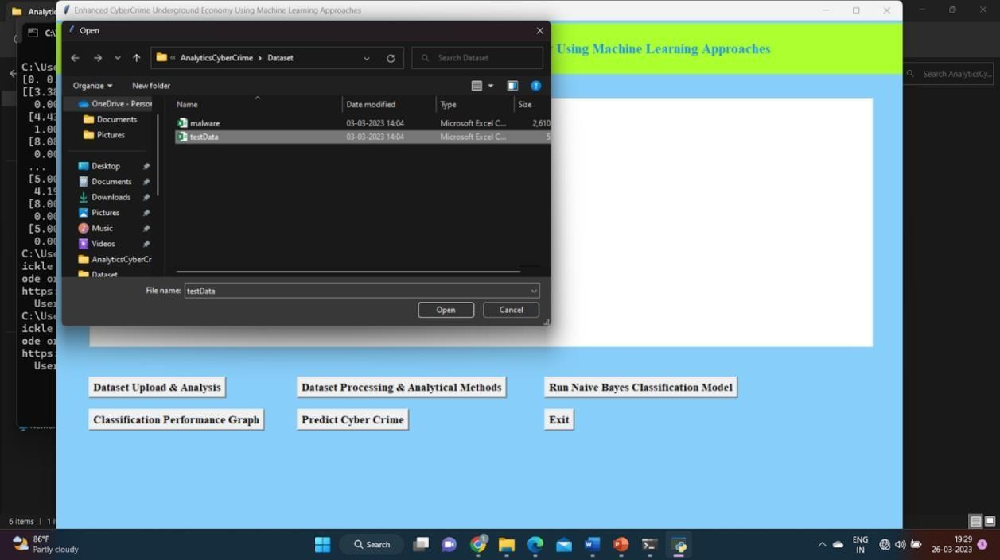 Analytic
Enhanced CyberCrime Underground Economy Using Machine Learning Approaches
C:\
Open
Using Machine Learning Approaches
AnalyticsCyberCrime > Dataset
Search Dataset
Search AnalyticsCy...
Organize
New folder
Name
Date modified
Type
Size
OneDrive - Person
Documents
Pictures
malware
03-03-2023 14:04
Microsoft Excel C...
2,610
testData
03-03-2023 14:04
Microsoft Excel C...
5
Desktop
Documents
Downloads
Pictures
Music
Videos
AnalyticsCyberCr
Dataset
File name:
testData
Open
Cancel
C:\Use
[0. 0.
[[3.38
0.00
[4.43
1.00
[8.08
0.00
...
[5.00
4.19
[8.00
0.00
[5.00
0.00
C:\Use
ickle
ode or
https:
User
C:\Use
ickle
ode or
https:
User
Dataset Upload & Analysis
Dataset Processing & Analytical Methods
Run Naive Bayes Classification Model
Classification Performance Graph
Predict Cyber Crime
Exit
6 items
86°F
Partly cloudy
Search
ENG
IN
19:29
26-03-2023
3